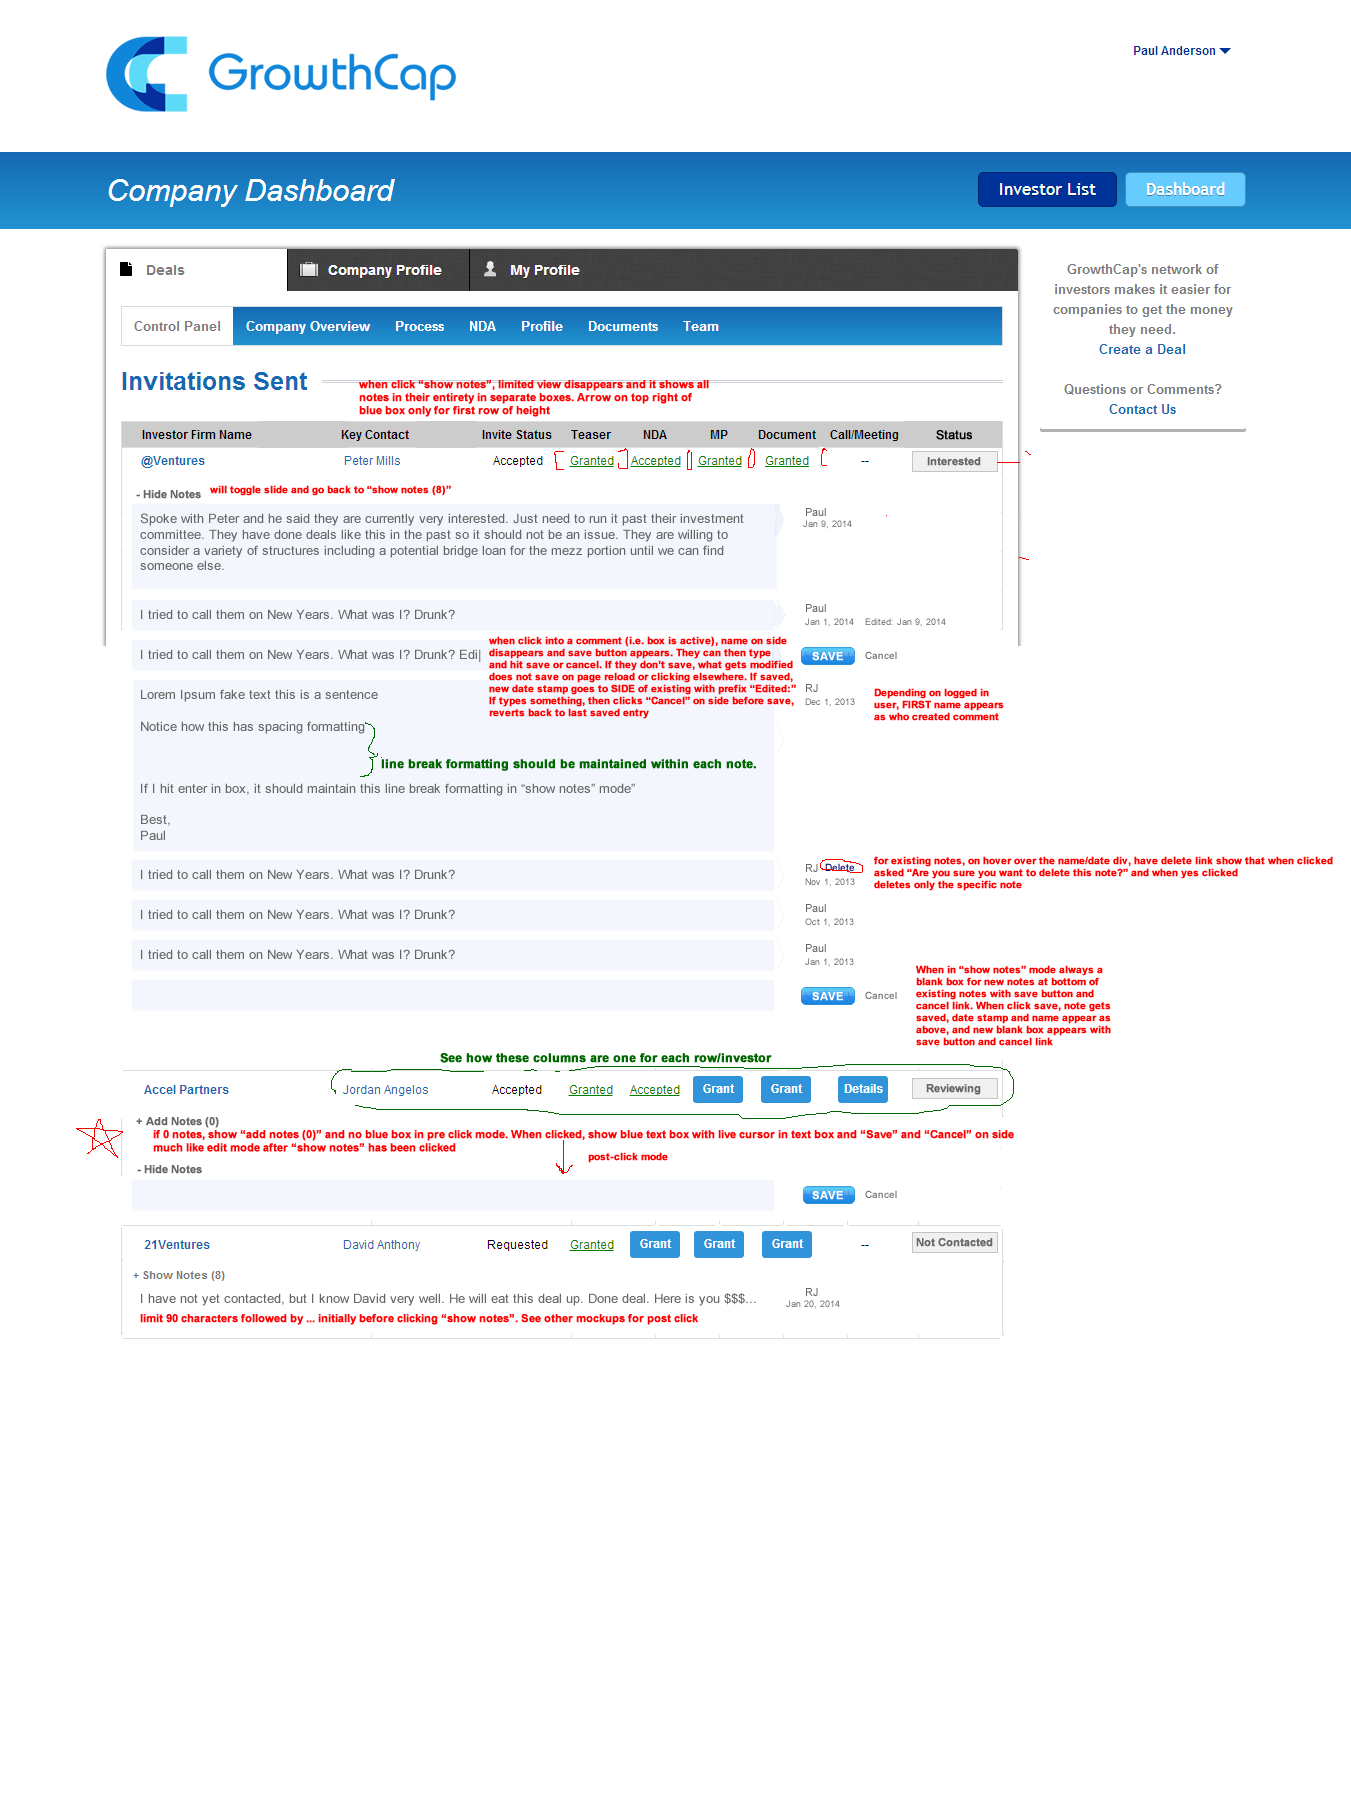 GrowthCap
Paul Anderson
Company Dashboard
Investor List
Dashboard
Deals
Company Profile
My Profile
GrowthCap's network of
investors makes it easier for
companies to get the money
they need.
Create a Deal
Questions or Comments?
Contact Us
Control Panel
Company Overview
Process
NDA
Profile
Documents
Team
Invitations Sent
when click “show notes”, limited view disappears and it shows all
notes in their entirety in separate boxes. Arrow on top right of
blue box only for first row of height
Investor Firm Name Key Contact Invite Status Teaser NDA MP Document Call/Meeting Status
@Ventures Peter Mills Accepted Granted Accepted Granted Granted -- Interested
- Hide Notes
will toggle slide and go back to “show notes (8)”
Spoke with Peter and he said they are currently very interested. Just need to run it past their investment
committee. They have done deals like this in the past so it should not be an issue. They are willing to
consider a variety of structures including a potential bridge loan for the mezz portion until we can find
someone else.
Paul
Jan 9, 2014
I tried to call them on New Years. What was I? Drunk?
Paul
Jan 1, 2014 Edited: Jan 9, 2014
I tried to call them on New Years. What was I? Drunk? Edi|
SAVE Cancel
when click into a comment (i.e. box is active), name on side
disappears and save button appears. They can then type
and hit save or cancel. If they don’t save, what gets modified
does not save on page reload or clicking elsewhere. If saved,
new date stamp goes to SIDE of existing with prefix “Edited:”
If types something, then clicks “Cancel” on side before save,
reverts back to last saved entry
Lorem Ipsum fake text this is a sentence
RJ
Dec 1, 2013
Depending on logged in
user, FIRST name appears
as who created comment
Notice how this has spacing formatting
line break formatting should be maintained within each note.
If I hit enter in box, it should maintain this line break formatting in “show notes” mode”
Best,
Paul
I tried to call them on New Years. What was I? Drunk?
RJ Delete
Nov 1, 2013
for existing notes, on hover over the name/date div, have delete link show that when clicked
asked “Are you sure you want to delete this note?” and when yes clicked
deletes only the specific note
I tried to call them on New Years. What was I? Drunk?
Paul
Oct 1, 2013
I tried to call them on New Years. What was I? Drunk?
Paul
Jan 1, 2013
SAVE Cancel
When in “show notes” mode always a
blank box for new notes at bottom of
existing notes with save button and
cancel link. When click save, note gets
saved, date stamp and name appear as
above, and new blank box appears with
save button and cancel link
See how these columns are one for each row/investor
Accel Partners Jordan Angelos Accepted Granted Accepted Grant Grant Details Reviewing
+ Add Notes (0)
if 0 notes, show “add notes (0)” and no blue box in pre click mode. When clicked, show blue text box with live cursor in text box and “Save” and “Cancel” on side
much like edit mode after “show notes” has been clicked
post-click mode
- Hide Notes
SAVE Cancel
21Ventures David Anthony Requested Granted Grant Grant Grant -- Not Contacted
+ Show Notes (8)
I have not yet contacted, but I know David very well. He will eat this deal up. Done deal. Here is you $$$...
RJ
Jan 20, 2014
limit 90 characters followed by ... initially before clicking “show notes”. See other mockups for post click